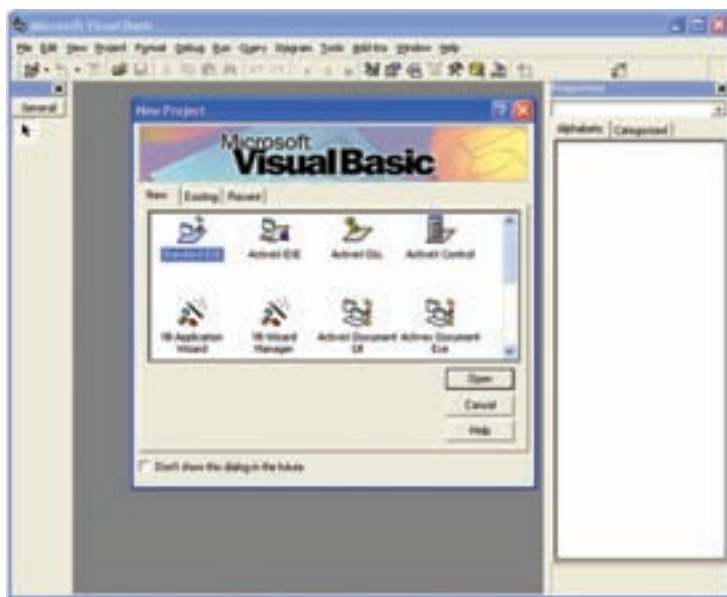 Microsoft Visual Basic
File Edit View Project Format Debug Run Query Diagram Tools Add-Ins Window Help
General
New Project
Alphabetic Categorized
Microsoft
Visual Basic
New Existing Recent
Standard EXE ActiveX EXE ActiveX DLL ActiveX Control
VB Application Wizard VB Wizard Manager ActiveX Document Dll Activex Document Exe
Open
Cancel
Help
Don't show this dialog in the future